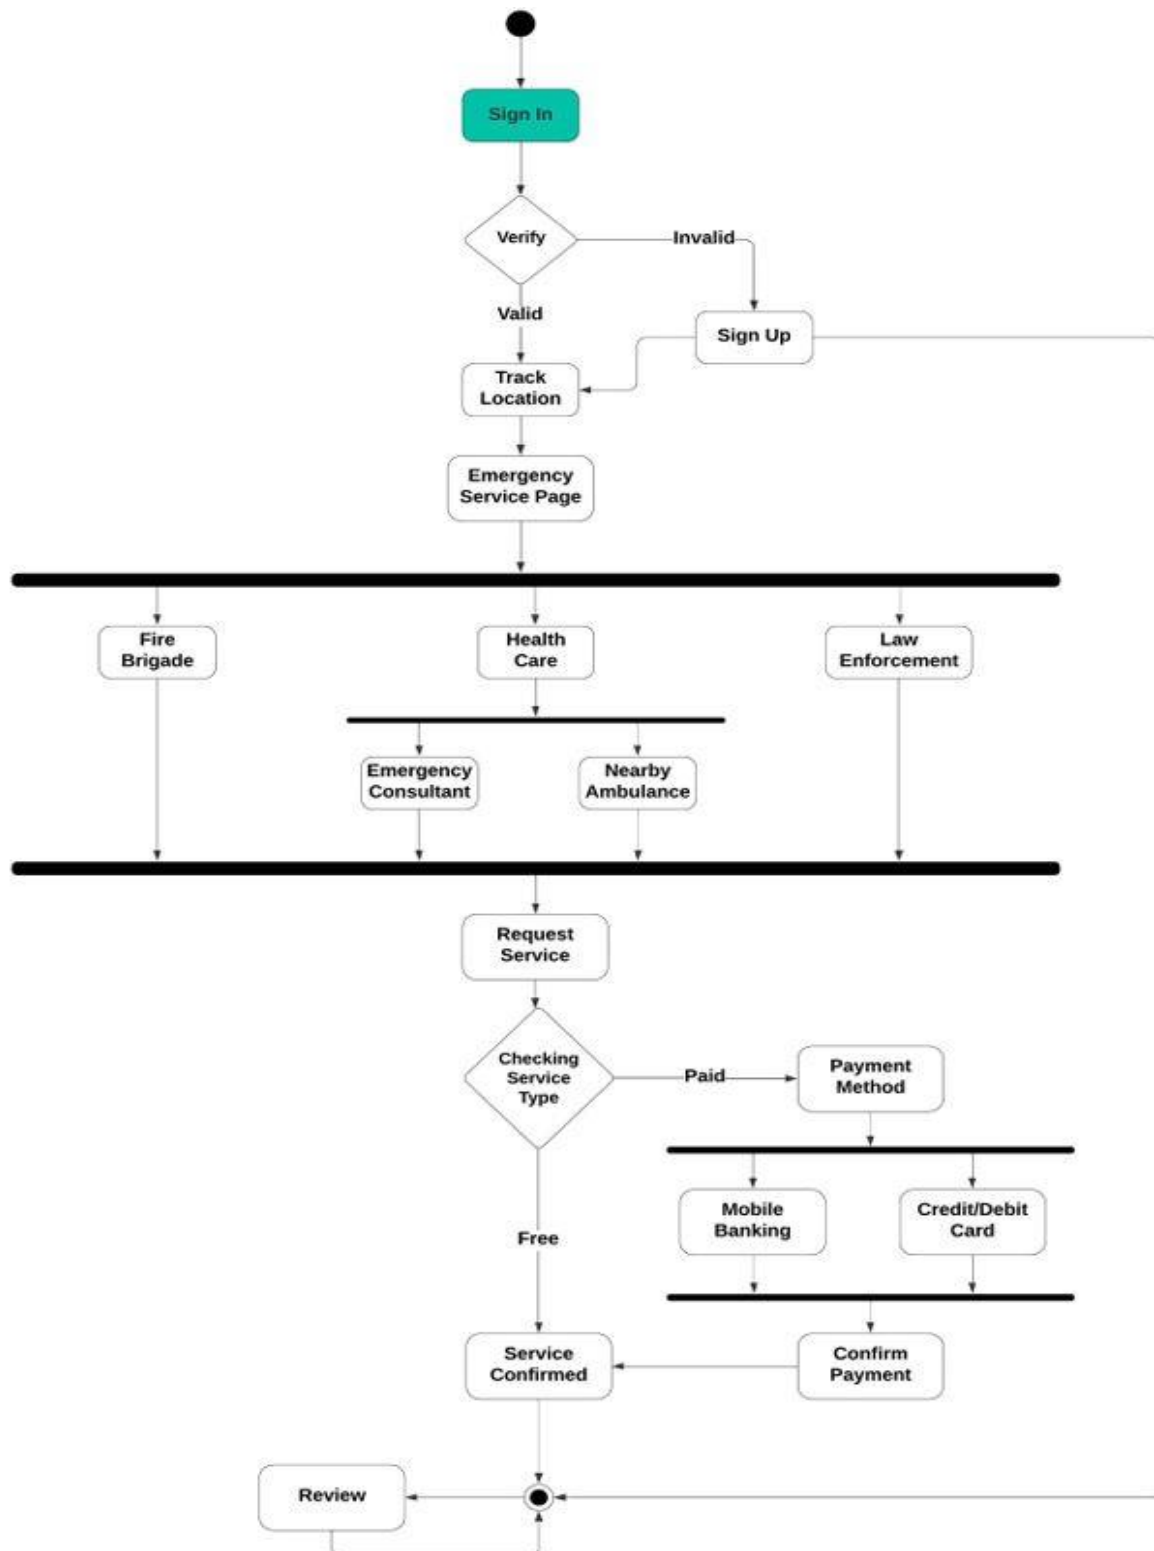 Sign In
Verify
Invalid
Valid
Sign Up
Track
Location
Emergency
Service Page
Fire
Brigade
Health
Care
Law
Enforcement
Emergency
Consultant
Nearby
Ambulance
Request
Service
Checking
Service
Type
Paid
Payment
Method
Mobile
Banking
Credit/Debit
Card
Free
Service
Confirmed
Confirm
Payment
Review